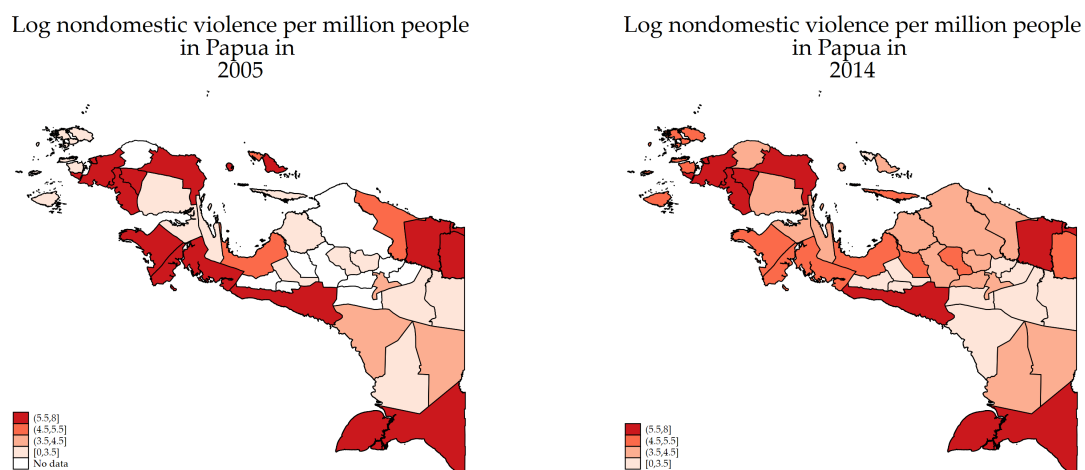 Log nondomestic violence per million people
in Papua in
2005
(5.5,8]
(4.5,5.5]
(3.5,4.5]
[0,3.5]
No data
Log nondomestic violence per million people
in Papua in
2014
(5.5,8]
(4.5,5.5]
(3.5,4.5]
[0,3.5]